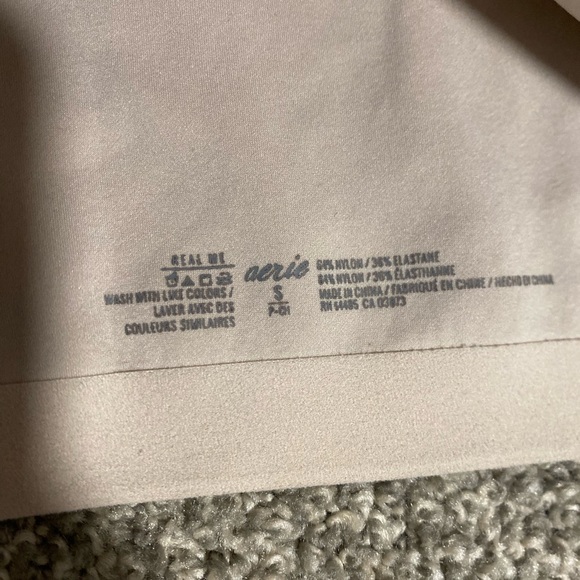 REAL ME
WASH WITH LIKE COLORS /
LAVER AVEC DES
COULEURS SIMILAIRES
aerie
S
P-CH
64% NYLON / 36% ELASTANE
64% NYLON / 36% ÉLASTHANNE
MADE IN CHINA / FABRIQUÉ EN CHINE / HECHO EN CHINA
RN 54485 CA 03873